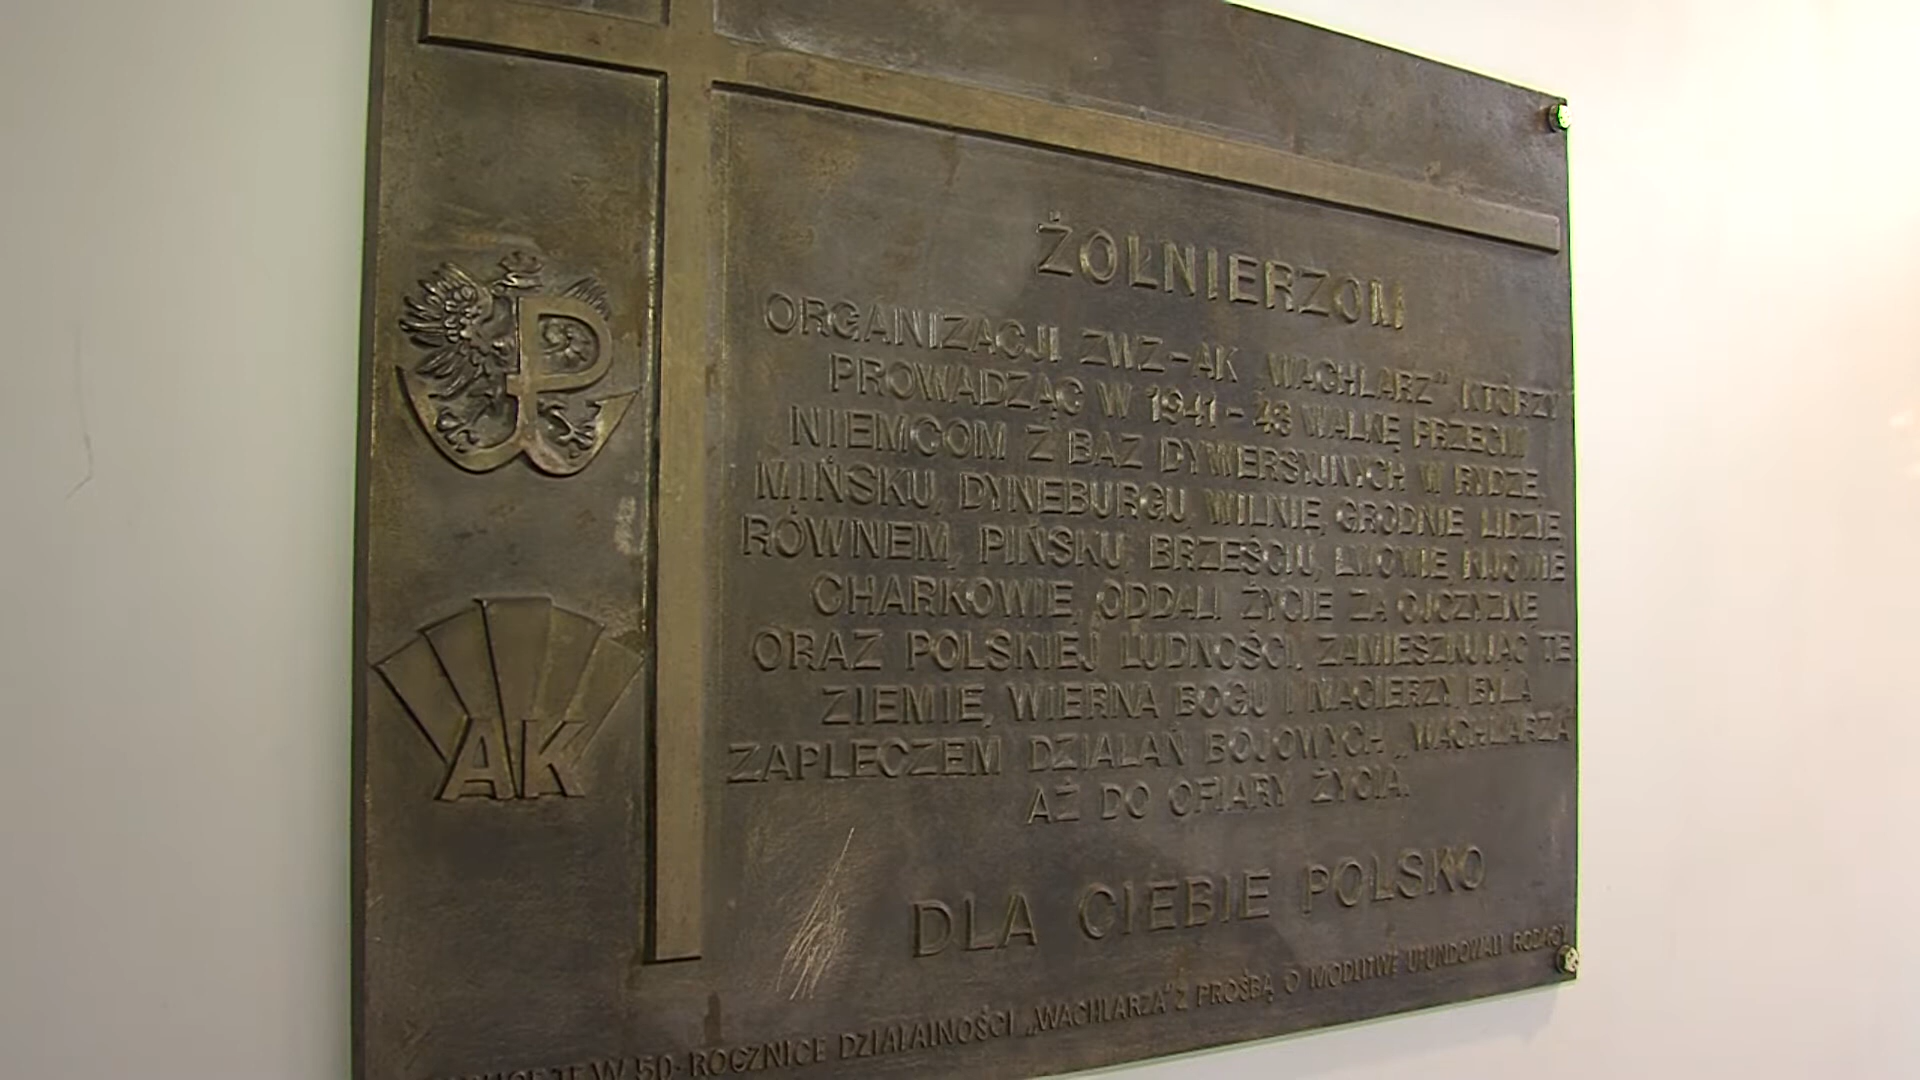 ŻOŁNIERZOM
ORGANIZACJI ZWZ-AK „WACHLARZ”, KTÓRZY
PROWADZĄC W 1941-43 WALKĘ PRZECIW
NIEMCOM Z BAZ DYWERSYJNYCH W RYDZE,
MIŃSKU, DYNEBURGU, WILNIE, GRODNIE, LIDZIE,
RÓWNEM, PIŃSKU, BRZEŚCIU, LWOWIE, KIJOWIE
CHARKOWIE, ODDALI ŻYCIE ZA OJCZYZNĘ
ORAZ POLSKIEJ LUDNOŚCI, ZAMIESZKUJĄC TE
ZIEMIE, WIERNA BOGU I MACIERZY BYŁA
ZAPLECZEM DZIAŁAŃ BOJOWYCH „WACHLARZA”
AŻ DO OFIARY ŻYCIA.
DLA CIEBIE POLSKO
W 50-ROCZNICE DZIAŁALNOŚCI „WACHLARZA” Z PROŚBĄ O MODLITWĘ UFUNDOWALI RODACY
P
AK